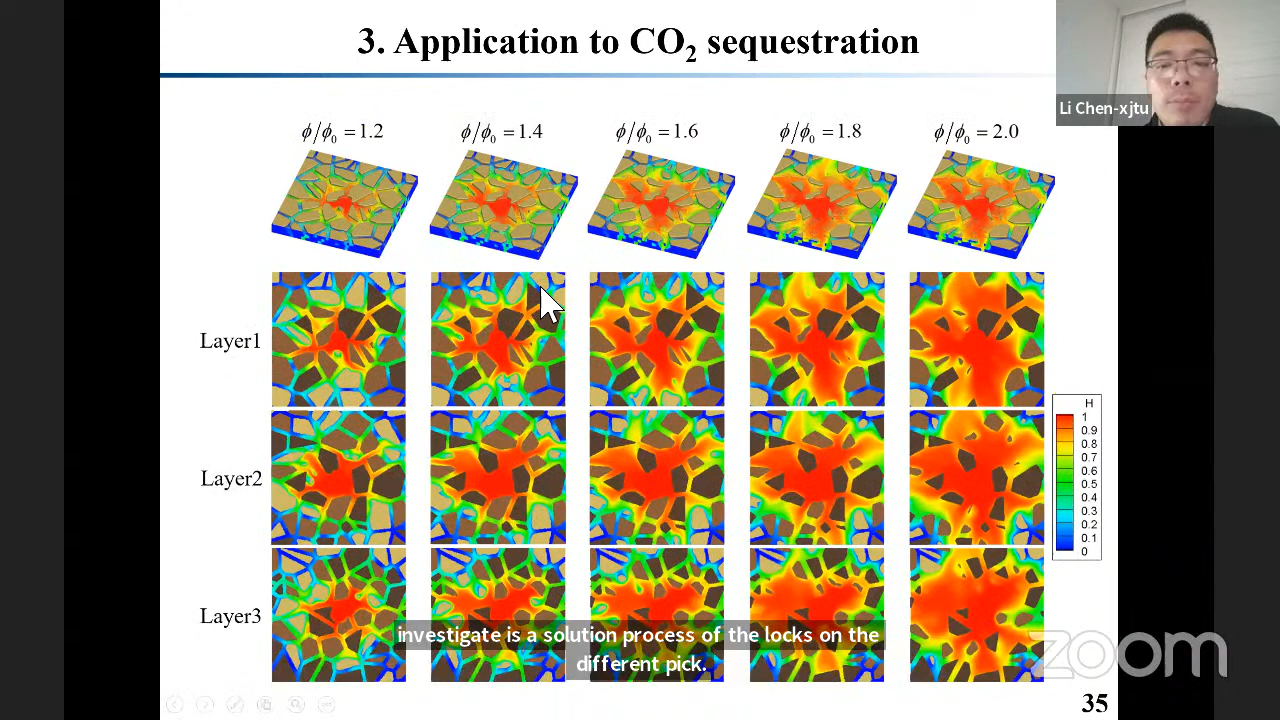 3. Application to CO₂ sequestration
Li Chen-xjtu
ϕ/ϕ₀ = 1.2
ϕ/ϕ₀ = 1.4
ϕ/ϕ₀ = 1.6
ϕ/ϕ₀ = 1.8
ϕ/ϕ₀ = 2.0
Layer1
Layer2
Layer3
H
1
0.9
0.8
0.7
0.6
0.5
0.4
0.3
0.2
0.1
0
investigate is a solution process of the locks on the
different pick.
zoom
35